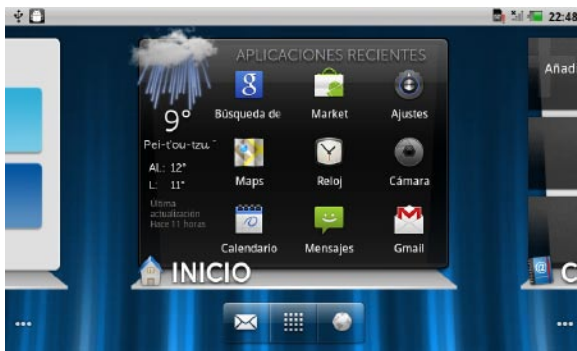 22:48
APLICACIONES RECIENTES
9°
Pei-t'ou-tzu
AL: 12°
L: 11°
Última
actualización
Hace 11 horas
Búsqueda de
Market
Ajustes
Maps
Reloj
Cámara
Calendario
Mensajes
Gmail
INICIO
Añad
C